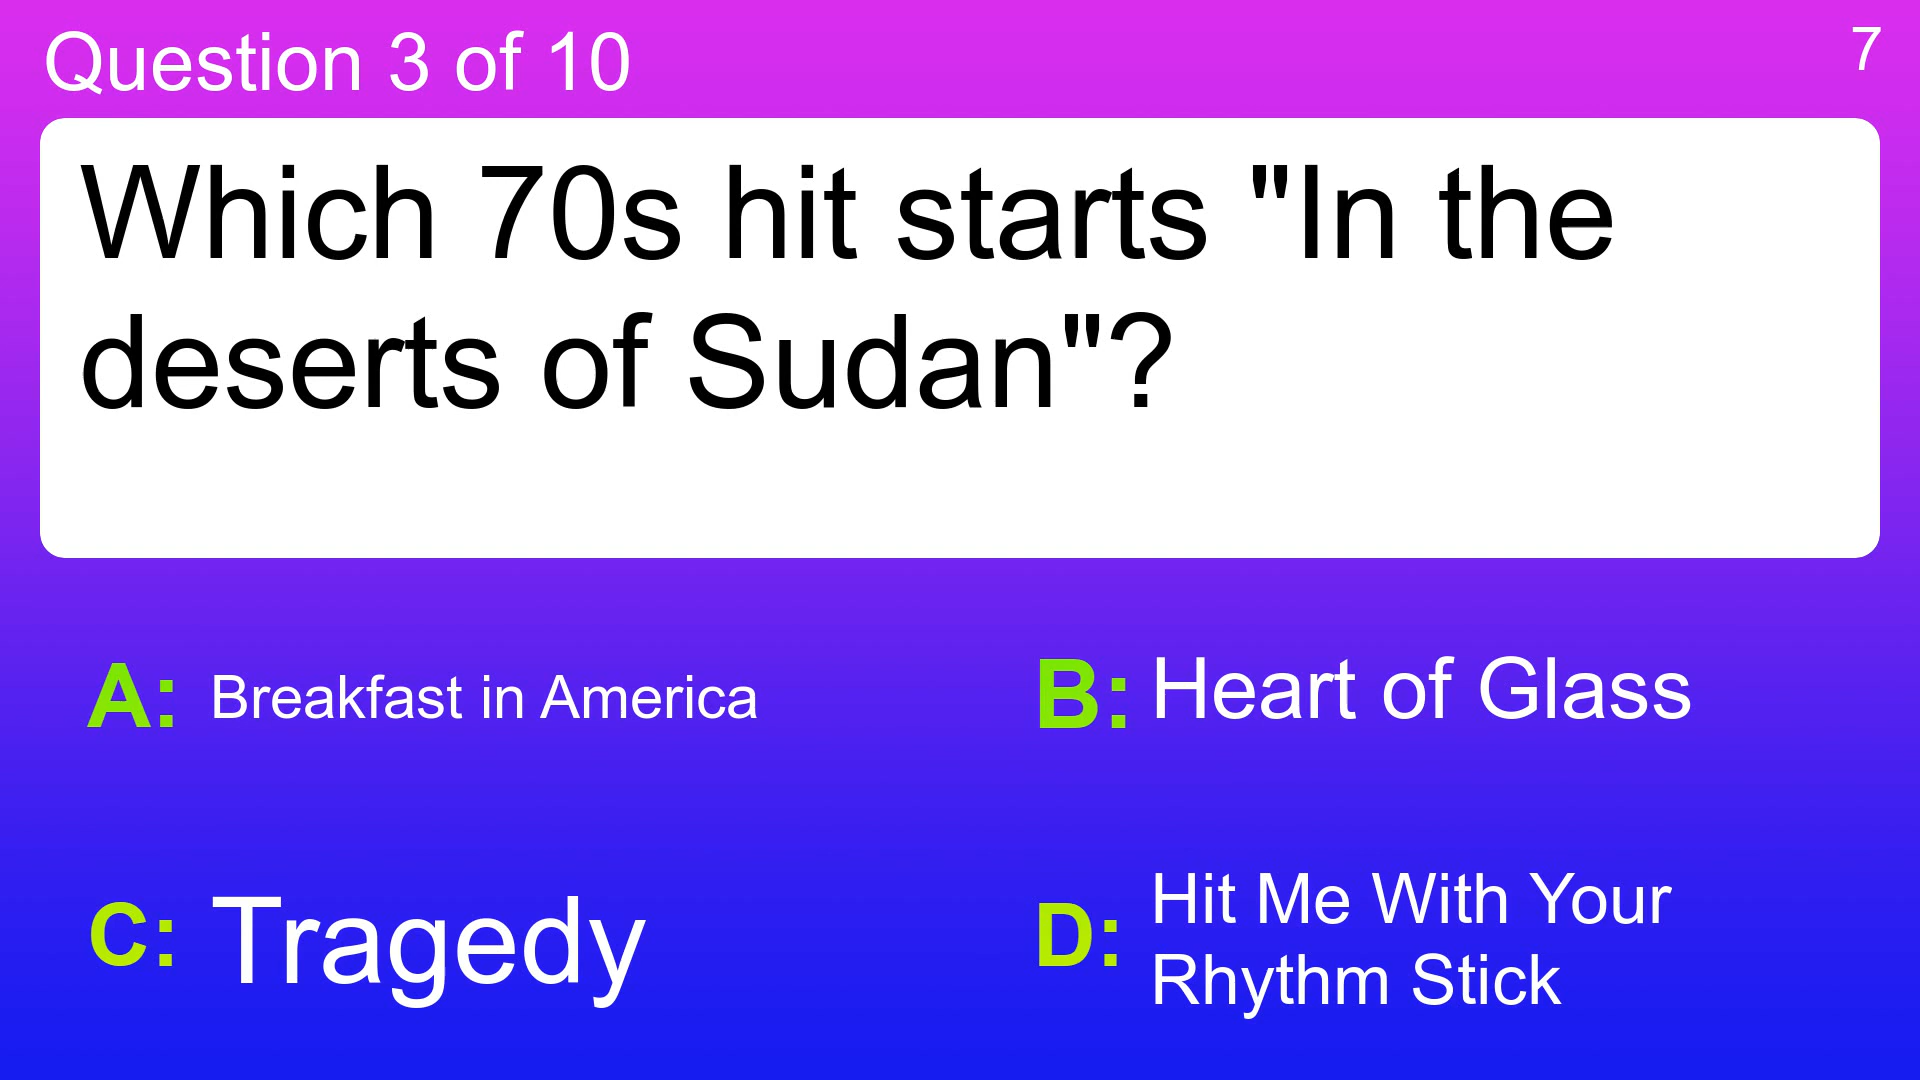 Question 3 of 10
7
Which 70s hit starts "In the
deserts of Sudan"?
A: Breakfast in America
B: Heart of Glass
C: Tragedy
D: Hit Me With Your
Rhythm Stick